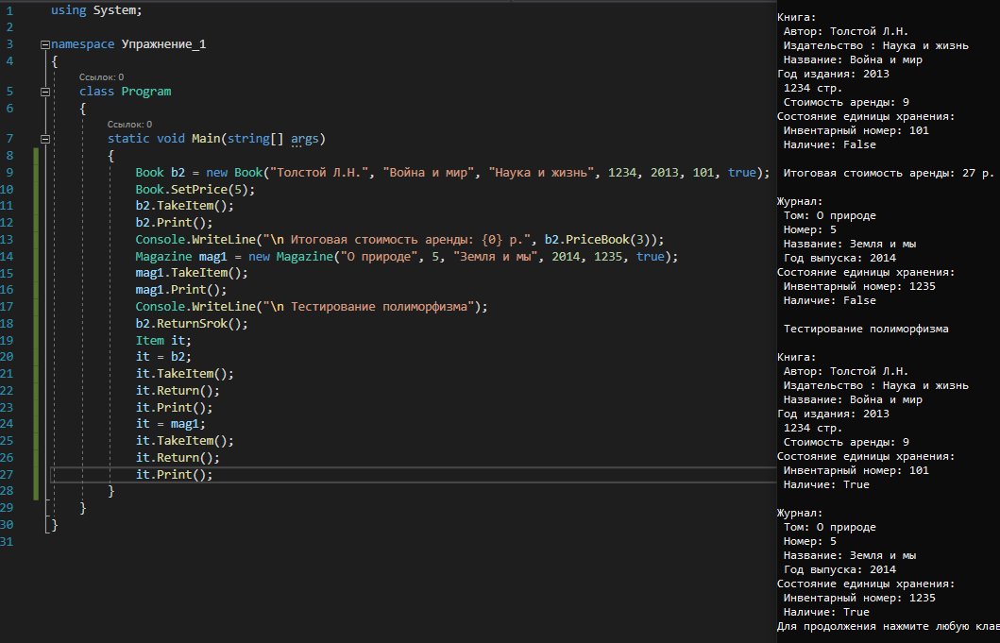 1 using System;
2
3 namespace Упражнение_1
4 {
Ссылок: 0
5 class Program
6 {
Ссылок: 0
7 static void Main(string[] args)
8 {
9 Book b2 = new Book("Толстой Л.Н.", "Война и мир", "Наука и жизнь", 1234, 2013, 101, true);
10 Book.SetPrice(5);
11 b2.TakeItem();
12 b2.Print();
13 Console.WriteLine("\n Итоговая стоимость аренды: {0} р.", b2.PriceBook(3));
14 Magazine mag1 = new Magazine("О природе", 5, "Земля и мы", 2014, 1235, true);
15 mag1.TakeItem();
16 mag1.Print();
17 Console.WriteLine("\n Тестирование полиморфизма");
18 b2.ReturnSrok();
19 Item it;
20 it = b2;
21 it.TakeItem();
22 it.Return();
23 it.Print();
24 it = mag1;
25 it.TakeItem();
26 it.Return();
27 it.Print();
28 }
29 }
30 }
31
Книга:
Автор: Толстой Л.Н.
Издательство : Наука и жизнь
Название: Война и мир
Год издания: 2013
1234 стр.
Стоимость аренды: 9
Состояние единицы хранения:
Инвентарный номер: 101
Наличие: False
Итоговая стоимость аренды: 27 р.
Журнал:
Том: О природе
Номер: 5
Название: Земля и мы
Год выпуска: 2014
Состояние единицы хранения:
Инвентарный номер: 1235
Наличие: False
Тестирование полиморфизма
Книга:
Автор: Толстой Л.Н.
Издательство : Наука и жизнь
Название: Война и мир
Год издания: 2013
1234 стр.
Стоимость аренды: 9
Состояние единицы хранения:
Инвентарный номер: 101
Наличие: True
Журнал:
Том: О природе
Номер: 5
Название: Земля и мы
Год выпуска: 2014
Состояние единицы хранения:
Инвентарный номер: 1235
Наличие: True
Для продолжения нажмите любую клав